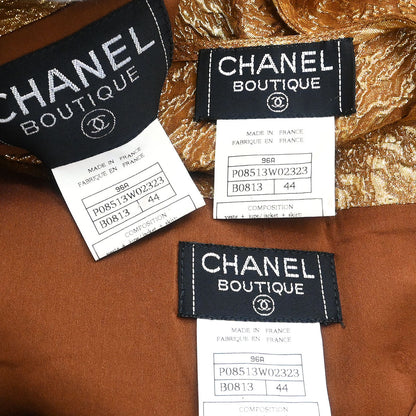 CHANEL
BOUTIQUE
MADE IN FRANCE
FABRIQUE EN FRANCE
96A
P08513W02323
B0813 44
COMPOSITION
CHANEL
BOUTIQUE
MADE IN FRANCE
FABRIQUE EN FRANCE
96A
P08513W02323
B0813 44
COMPOSITION
CHANEL
BOUTIQUE
MADE IN FRANCE
FABRIQUE EN FRANCE
96A
P08513W02323
B0813 44
COMPOSITION